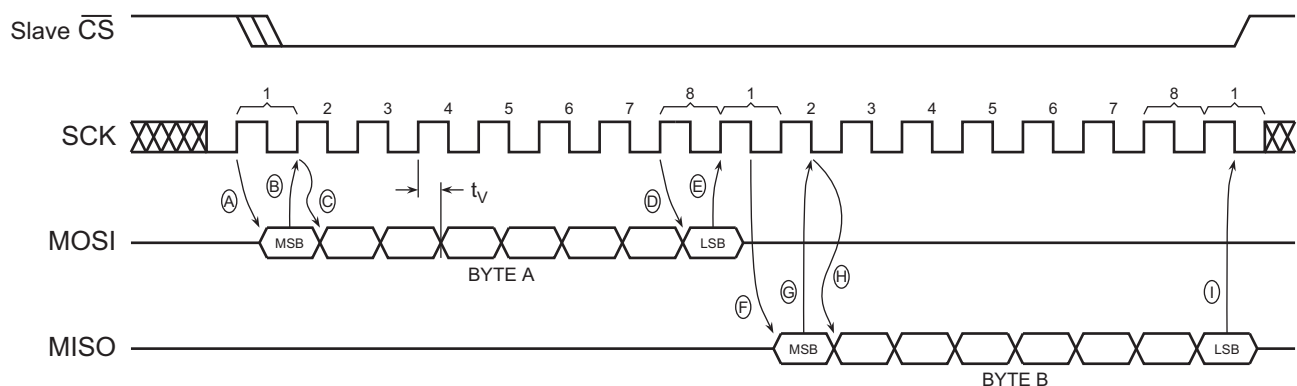 Slave C̅S̅
1 2 3 4 5 6 7 8 1 2 3 4 5 6 7 8 1
SCK
A B C tV D E
MOSI MSB LSB
BYTE A
F G H I
MISO MSB LSB
BYTE B